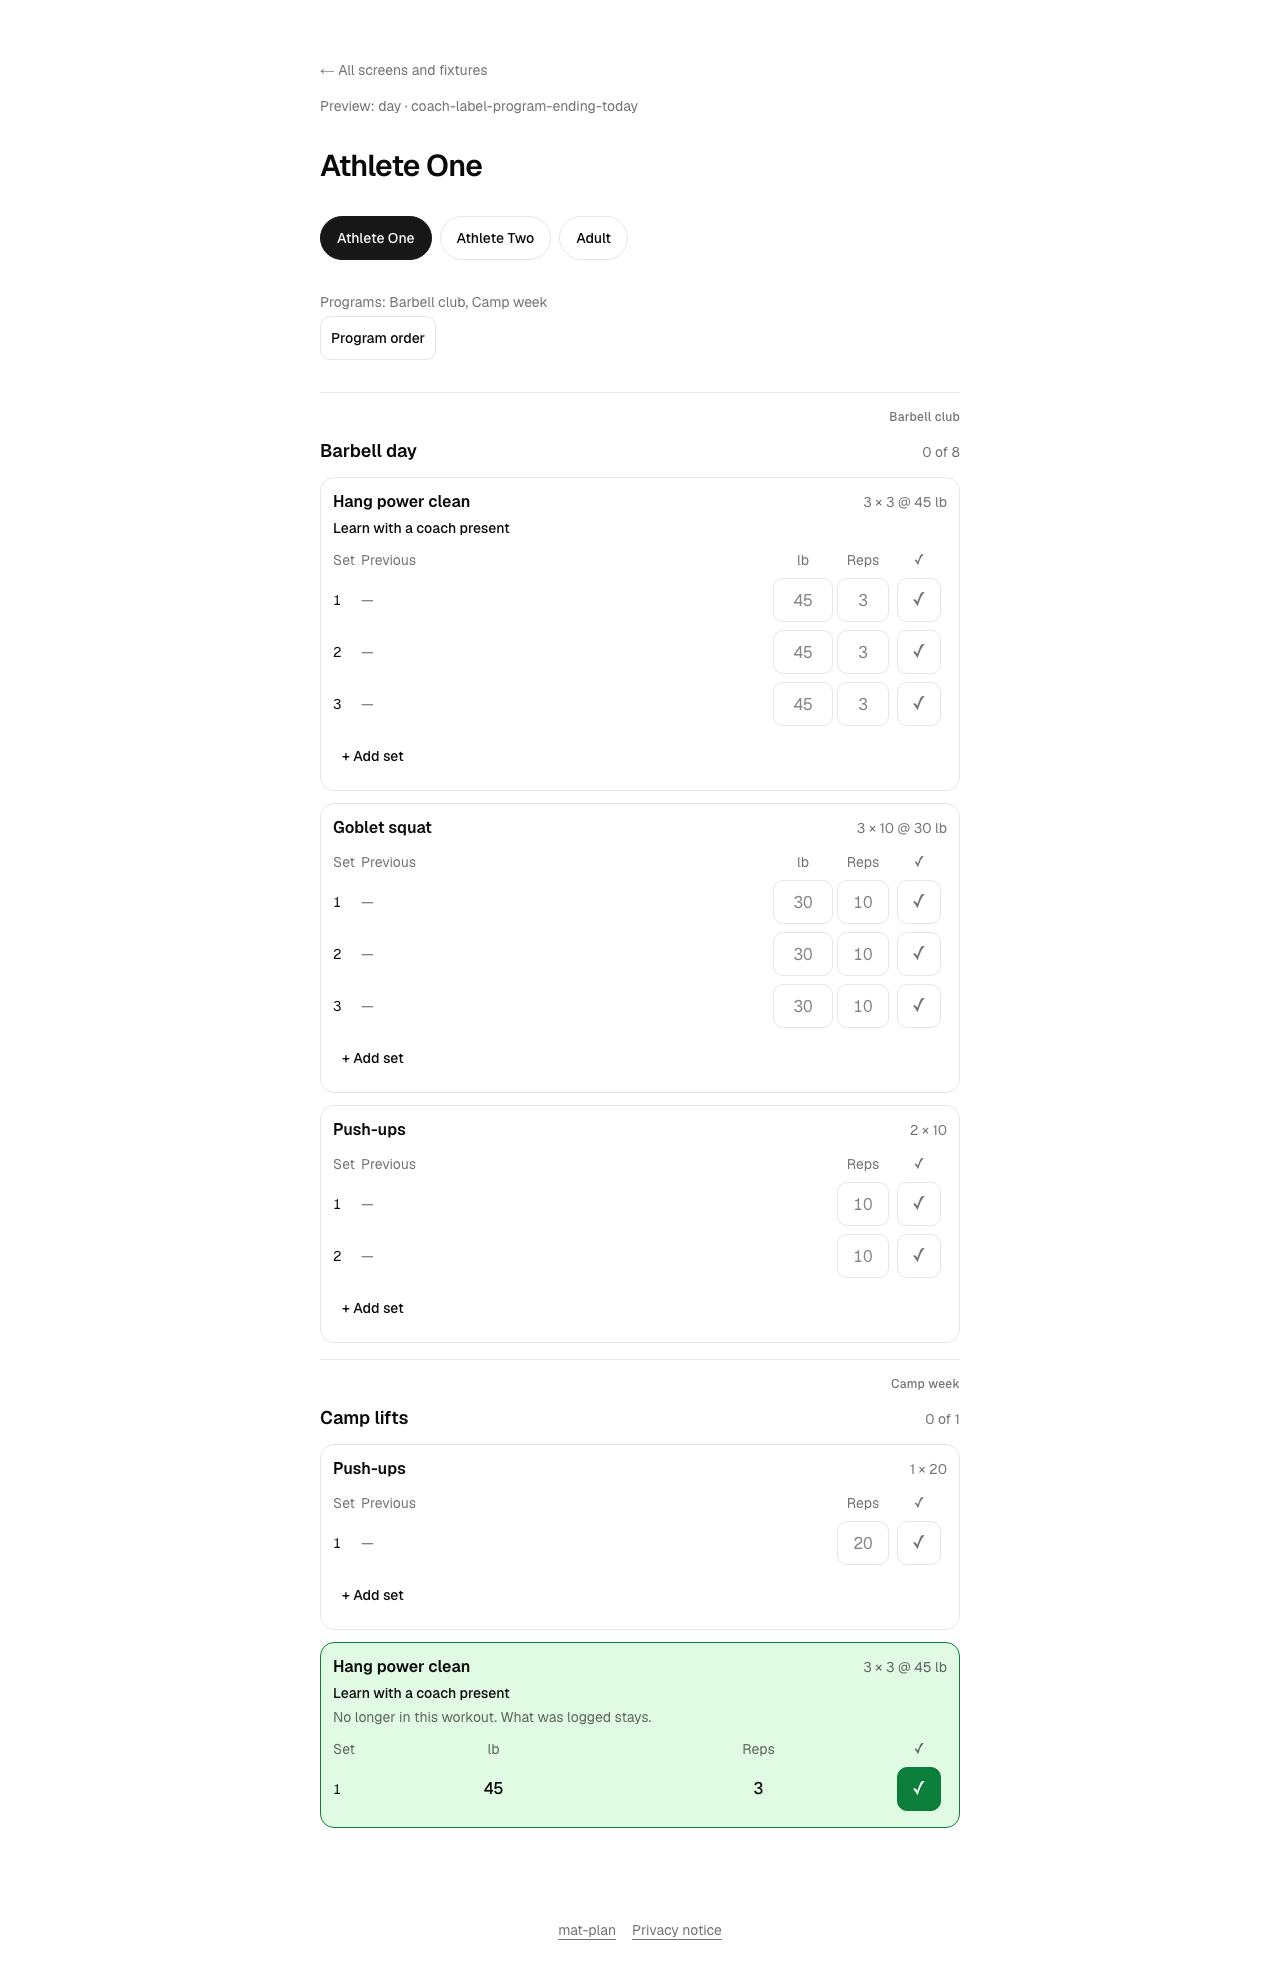 ← All screens and fixtures
Preview: day · coach-label-program-ending-today
Athlete One
Athlete One Athlete Two Adult
Programs: Barbell club, Camp week
Program order
Barbell club
Barbell day 0 of 8
Hang power clean 3 × 3 @ 45 lb
Learn with a coach present
Set Previous lb Reps ✓
1 — 45 3 ✓
2 — 45 3 ✓
3 — 45 3 ✓
+ Add set
Goblet squat 3 × 10 @ 30 lb
Set Previous lb Reps ✓
1 — 30 10 ✓
2 — 30 10 ✓
3 — 30 10 ✓
+ Add set
Push-ups 2 × 10
Set Previous Reps ✓
1 — 10 ✓
2 — 10 ✓
+ Add set
Camp week
Camp lifts 0 of 1
Push-ups 1 × 20
Set Previous Reps ✓
1 — 20 ✓
+ Add set
Hang power clean 3 × 3 @ 45 lb
Learn with a coach present
No longer in this workout. What was logged stays.
Set lb Reps ✓
1 45 3 ✓
mat-plan Privacy notice